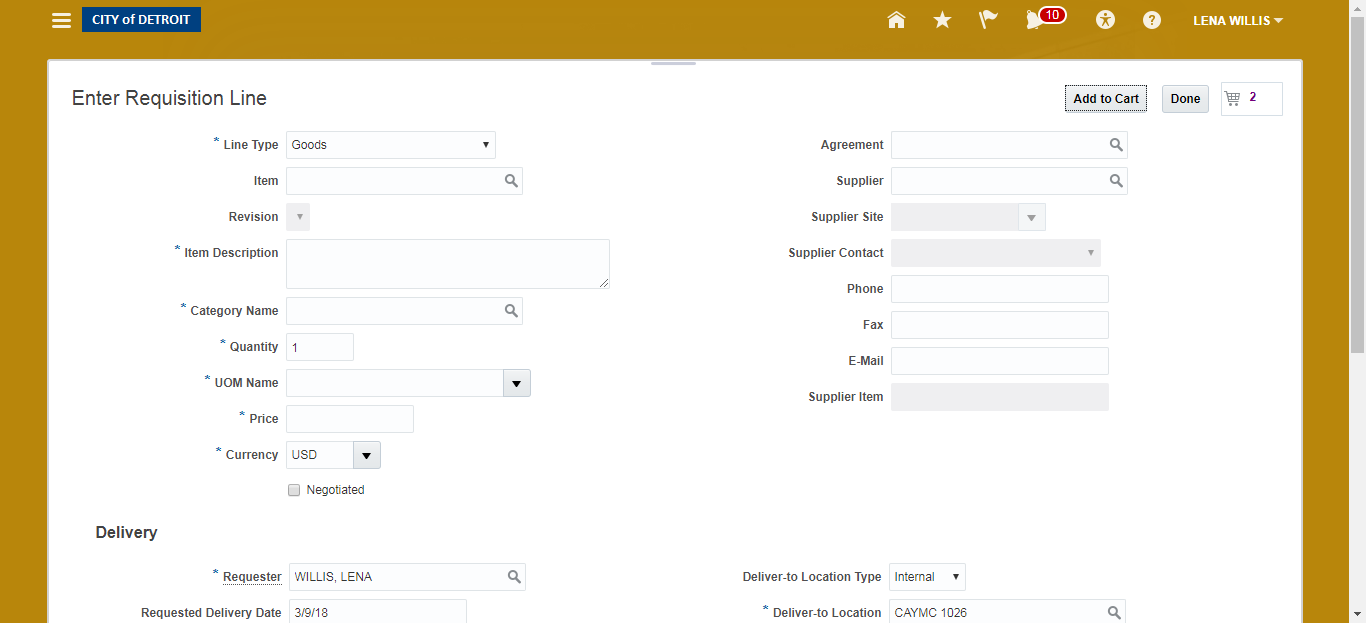 CITY of DETROIT
10
?
LENA WILLIS
Enter Requisition Line
Add to Cart
Done
2
* Line Type Goods
Item
Revision
* Item Description
* Category Name
* Quantity 1
* UOM Name
* Price
* Currency USD
Negotiated
Agreement
Supplier
Supplier Site
Supplier Contact
Phone
Fax
E-Mail
Supplier Item
Delivery
* Requester WILLIS, LENA
Deliver-to Location Type Internal
Requested Delivery Date 3/9/18
* Deliver-to Location CAYMC 1026